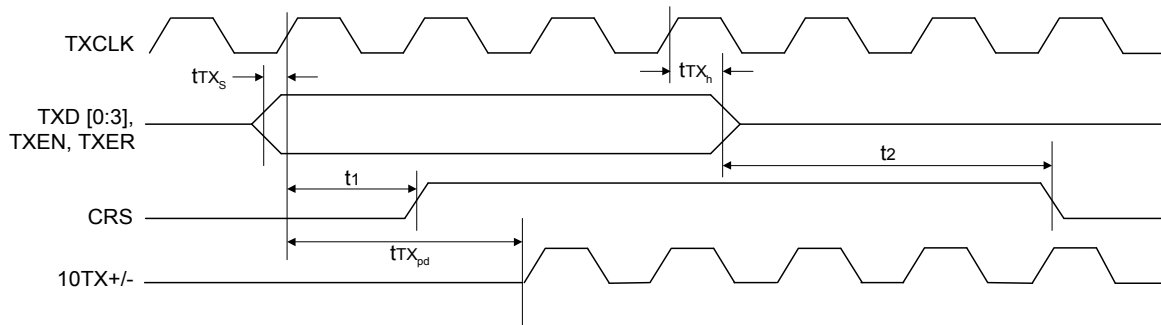 TXCLK
tTXs
tTXh
TXD [0:3],
TXEN, TXER
t2
t1
CRS
tTXpd
10TX+/-